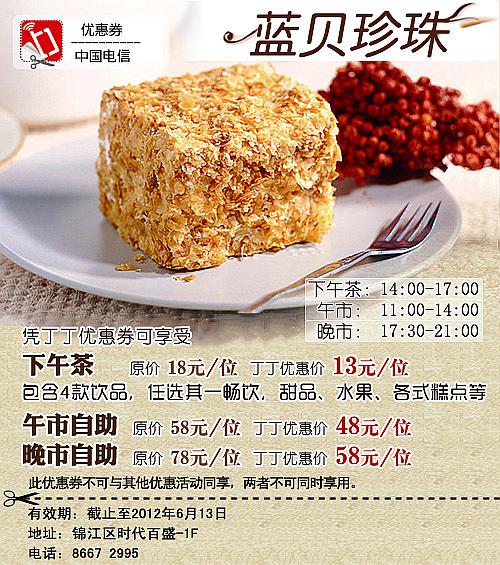 优惠券
中国电信
蓝贝珍珠
下午茶：14:00-17:00
午市：11:00-14:00
晚市：17:30-21:00
凭丁丁优惠券可享受
下午茶 原价 18元/位 丁丁优惠价 13元/位
包含4款饮品，任选其一畅饮，甜品、水果、各式糕点等
午市自助 原价 58元/位 丁丁优惠价 48元/位
晚市自助 原价 78元/位 丁丁优惠价 58元/位
此优惠券不可与其他优惠活动同享，两者不可同时享用。
有效期：截止至2012年6月13日
地址：锦江区时代百盛-1F
电话：8667 2995